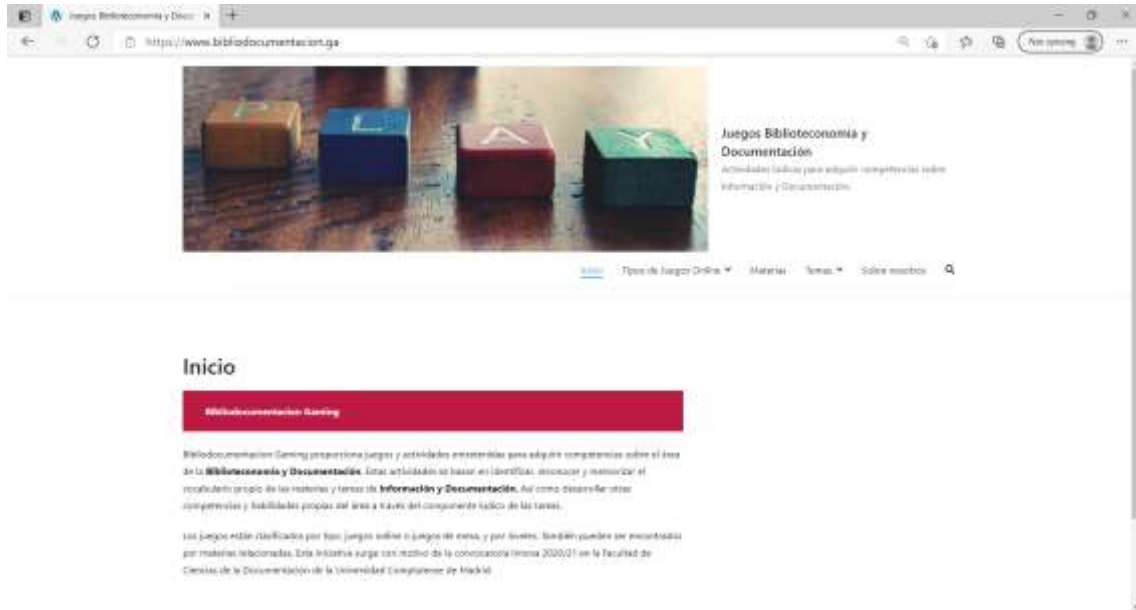 Juegos Biblioteconomía y Docu
https://www.bibliodocumentacion.ga
Not syncing
P L A Y
Juegos Biblioteconomía y
Documentación
Actividades lúdicas para adquirir competencias sobre
Información y Documentación
Inicio Tipos de Juegos Online Materias Temas Sobre nosotros
Inicio
Bibliodocumentacion Gaming
Bibliodocumentacion Gaming proporciona juegos y actividades entretenidas para adquirir competencias sobre el área
de la Biblioteconomía y Documentación. Estas actividades se basan en identificar, reconocer y memorizar el
vocabulario propio de las materias y temas de Información y Documentación. Así como desarrollar otras
competencias y habilidades propias del área a través del componente lúdico de las tareas.
Los juegos están clasificados por tipo: juegos online o juegos de mesa, y por niveles. También pueden ser encontrados
por materias relacionadas. Esta iniciativa surge con motivo de la convocatoria Innova 2020/21 en la Facultad de
Ciencias de la Documentación de la Universidad Complutense de Madrid